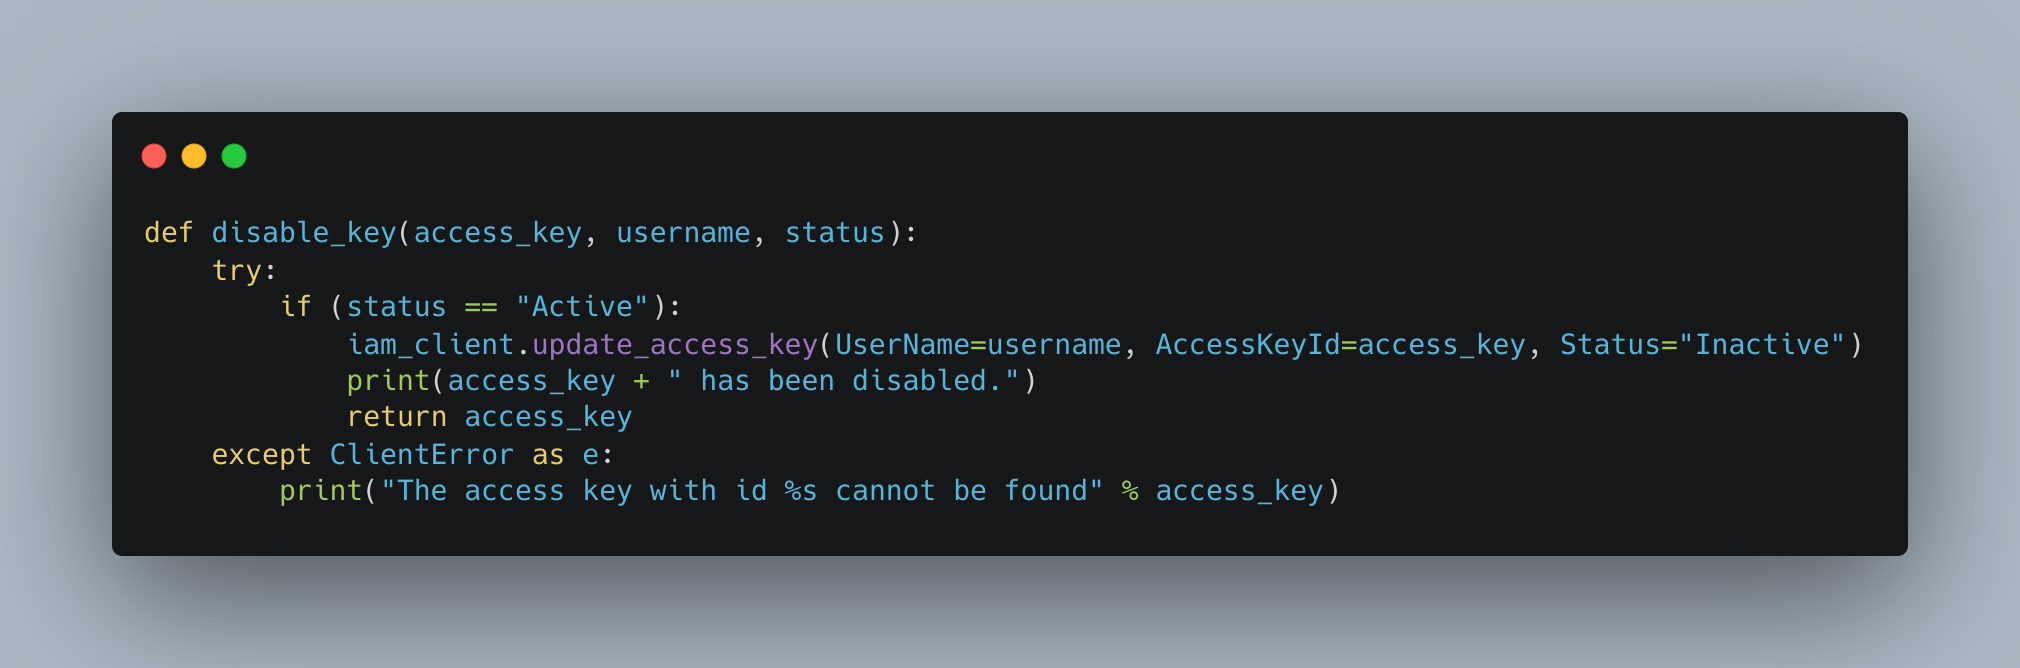 def disable_key(access_key, username, status):
    try:
        if (status == "Active"):
            iam_client.update_access_key(UserName=username, AccessKeyId=access_key, Status="Inactive")
            print(access_key + " has been disabled.")
            return access_key
    except ClientError as e:
        print("The access key with id %s cannot be found" % access_key)